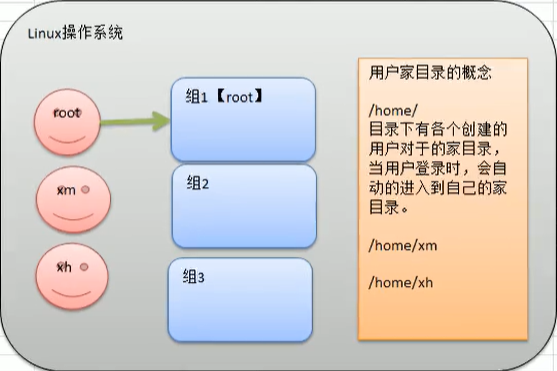 Linux操作系统
root
xm
xh
组1【root】
组2
组3
用户家目录的概念
/home/
目录下有各个创建的
用户对于的家目录，
当用户登录时，会自
动的进入到自己的家
目录。
/home/xm
/home/xh